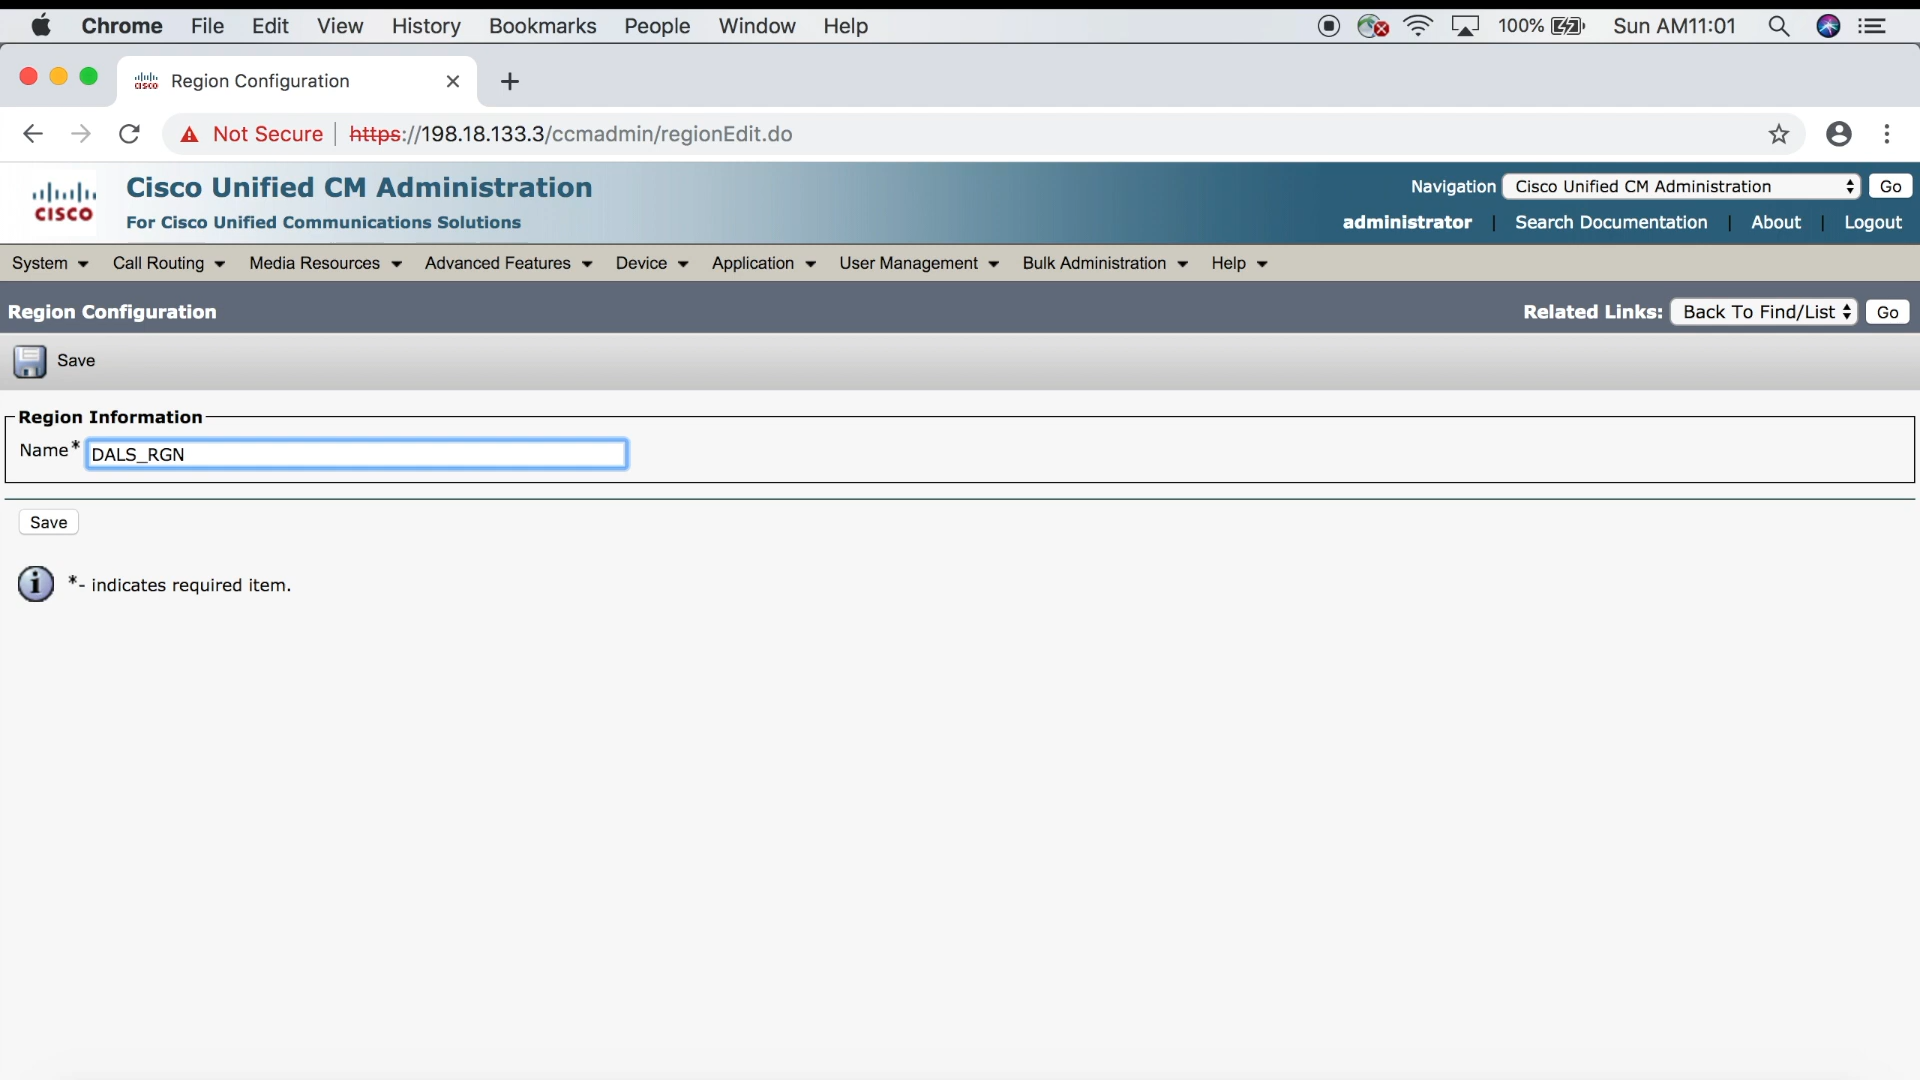 Chrome File Edit View History Bookmarks People Window Help 100% Sun AM11:01
cisco Region Configuration
Not Secure https://198.18.133.3/ccmadmin/regionEdit.do
CISCO Cisco Unified CM Administration Navigation Cisco Unified CM Administration Go
For Cisco Unified Communications Solutions administrator | Search Documentation | About | Logout
System Call Routing Media Resources Advanced Features Device Application User Management Bulk Administration Help
Region Configuration Related Links: Back To Find/List Go
Save
Region Information
Name* DALS_RGN
Save
i *- indicates required item.